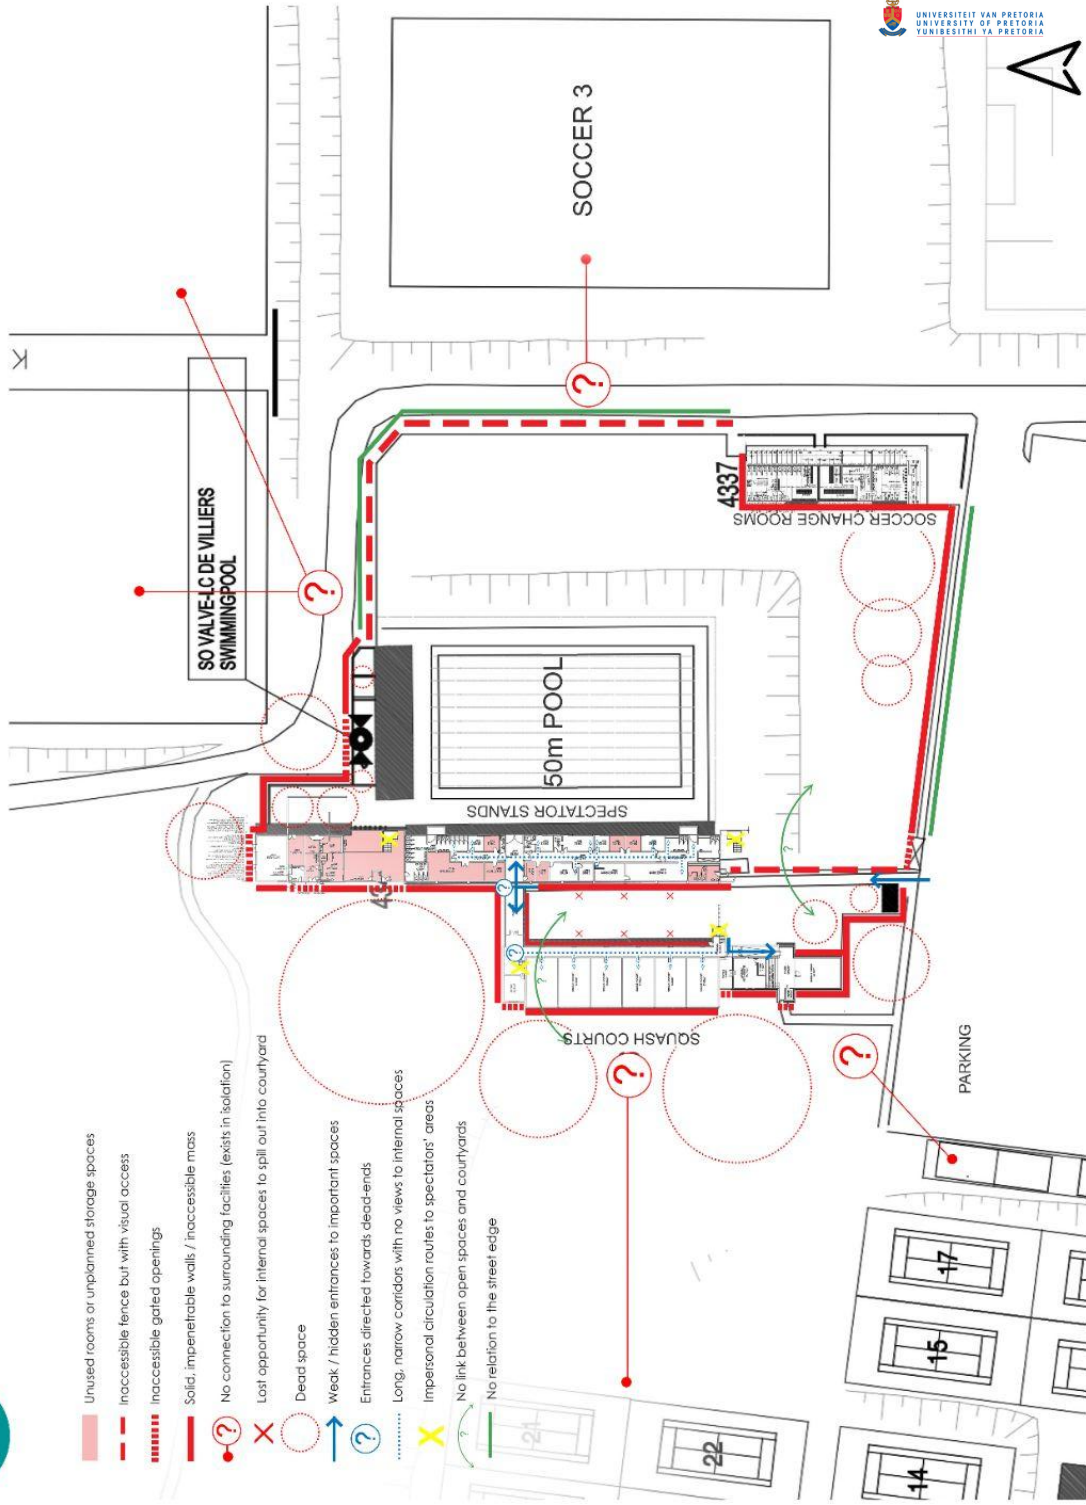 UNIVERSITEIT VAN PRETORIA
UNIVERSITY OF PRETORIA
YUNIBESITHI YA PRETORIA
SOCCER 3
K
SO VALVE-LC DE VILLIERS
SWIMMINGPOOL
4337
SOCCER CHANGE ROOMS
50m POOL
SPECTATOR STANDS
SQUASH COURTS
PARKING
17
15
14
22
21
?
?
?
?
Unused rooms or unplanned storage spaces
Inaccessible fence but with visual access
Inaccessible gated openings
Solid, impenetrable walls / inaccessible mass
? No connection to surrounding facilities (exists in isolation)
Lost opportunity for internal spaces to spill out into courtyard
Dead space
Weak / hidden entrances to important spaces
? Entrances directed towards dead-ends
Long, narrow corridors with no views to internal spaces
Impersonal circulation routes to spectators' areas
? No link between open spaces and courtyards
No relation to the street edge